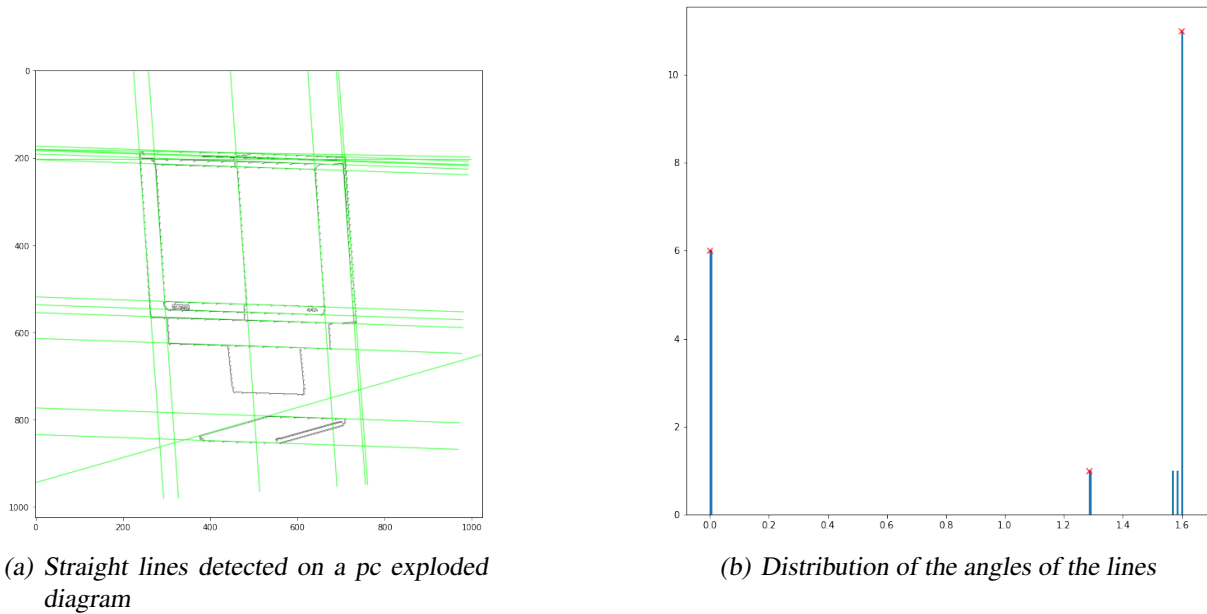 0
200
400
600
800
1000
0 200 400 600 800 1000
(a) Straight lines detected on a pc exploded
diagram
10
8
6
4
2
0
0.0 0.2 0.4 0.6 0.8 1.0 1.2 1.4 1.6
(b) Distribution of the angles of the lines